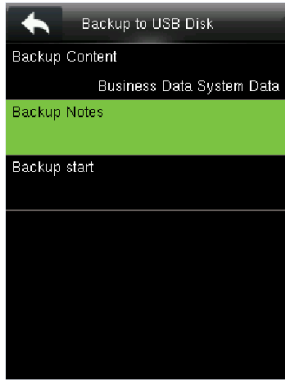 Backup to USB Disk
Backup Content
Business Data System Data
Backup Notes
Backup start